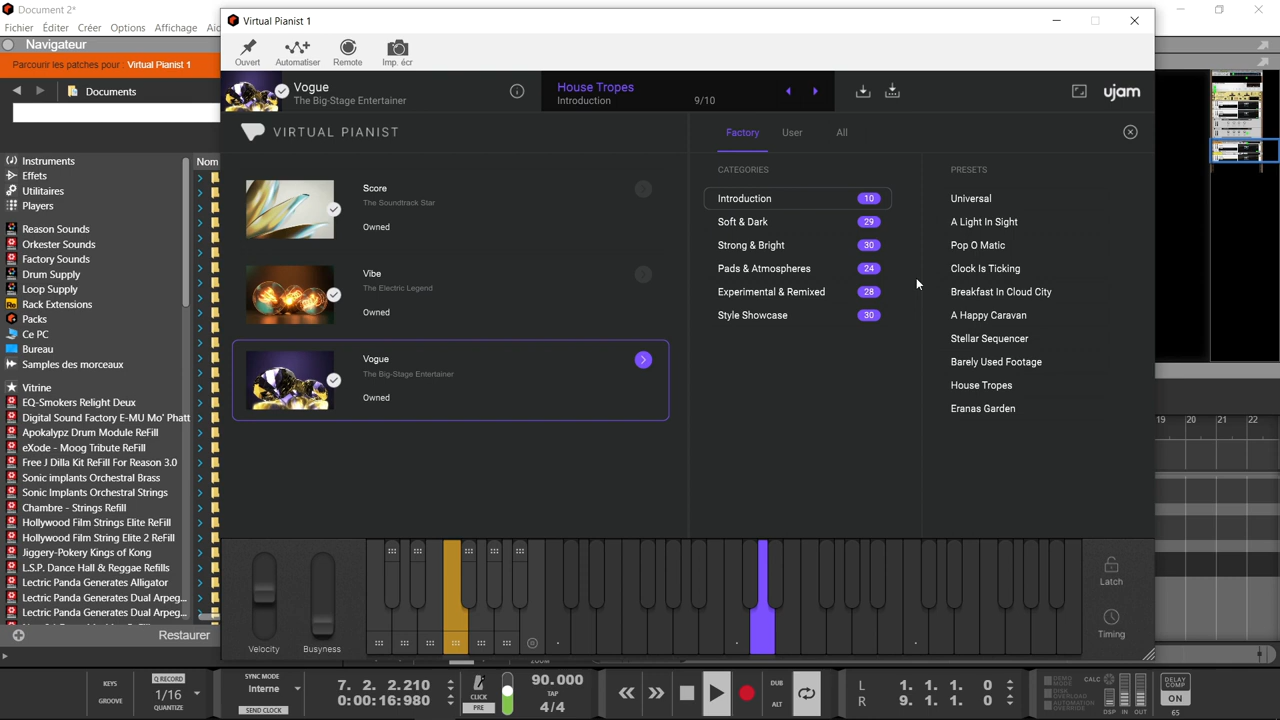 Document 2*
Fichier Éditer Créer Options Affichage
Virtual Pianist 1
Navigateur
Parcourir les patches pour : Virtual Pianist 1
Documents
Ouvert Automatiser Remote Imp. écr
Vogue
The Big-Stage Entertainer
House Tropes
Introduction 9/10
ujam
VIRTUAL PIANIST
Factory User All
Instruments
Effets
Utilitaires
Players
Nom
Reason Sounds
Orkester Sounds
Factory Sounds
Drum Supply
Loop Supply
Rack Extensions
Packs
Ce PC
Bureau
Samples des morceaux
Vitrine
EQ-Smokers Relight Deux
Digital Sound Factory E-MU Mo' Phatt
Apokalypz Drum Module ReFill
eXode - Moog Tribute ReFill
Free J Dilla Kit ReFill For Reason 3.0
Sonic implants Orchestral Brass
Sonic Implants Orchestral Strings
Chambre - Strings Refill
Hollywood Film Strings Elite ReFill
Hollywood Film String Elite 2 ReFill
Jiggery-Pokery Kings of Kong
L.S.P. Dance Hall & Reggae Refills
Lectric Panda Generates Alligator
Lectric Panda Generates Dual Arpeg...
Lectric Panda Generates Dual Arpeg...
Restaurer
Score
The Soundtrack Star
Owned
Vibe
The Electric Legend
Owned
Vogue
The Big-Stage Entertainer
Owned
CATEGORIES
Introduction 10
Soft & Dark 29
Strong & Bright 30
Pads & Atmospheres 24
Experimental & Remixed 28
Style Showcase 30
PRESETS
Universal
A Light In Sight
Pop O Matic
Clock Is Ticking
Breakfast In Cloud City
A Happy Caravan
Stellar Sequencer
Barely Used Footage
House Tropes
Eranas Garden
19 20 21 22
Velocity Busyness
Latch
Timing
KEYS
GROOVE
Q RECORD
1/16
QUANTIZE
SYNC MODE
Interne
SEND CLOCK
7. 2. 2.210
0:00:16:980
CLICK
PRE
90.000
TAP
4/4
DUB
ALT
L 1. 1. 1. 0
R 9. 1. 1. 0
DEMO MODE
DISK OVERLOAD
AUTOMATION OVERRIDE
CALC
DSP IN OUT
DELAY COMP
ON
65